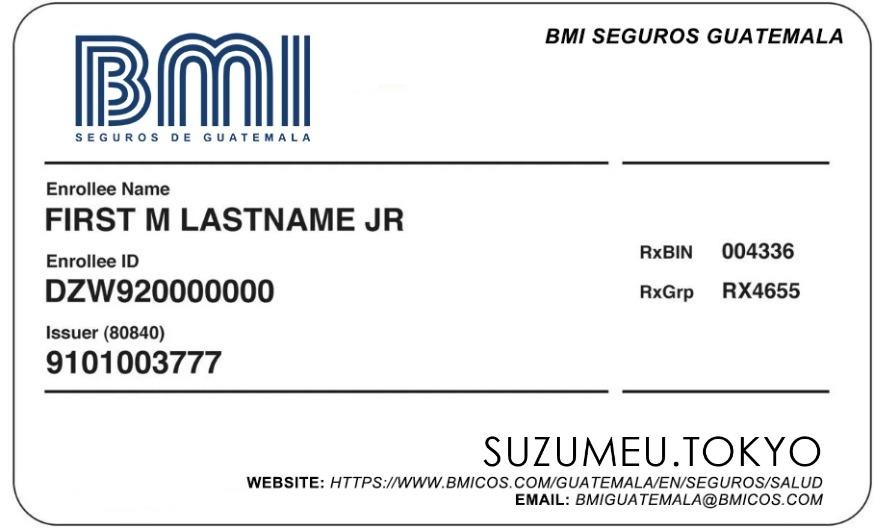 BMI SEGUROS GUATEMALA
BMI
SEGUROS DE GUATEMALA
Enrollee Name
FIRST M LASTNAME JR
Enrollee ID
DZW920000000
Issuer (80840)
9101003777
RxBIN 004336
RxGrp RX4655
SUZUMEU.TOKYO
WEBSITE: HTTPS://WWW.BMICOS.COM/GUATEMALA/EN/SEGUROS/SALUD
EMAIL: BMIGUATEMALA@BMICOS.COM